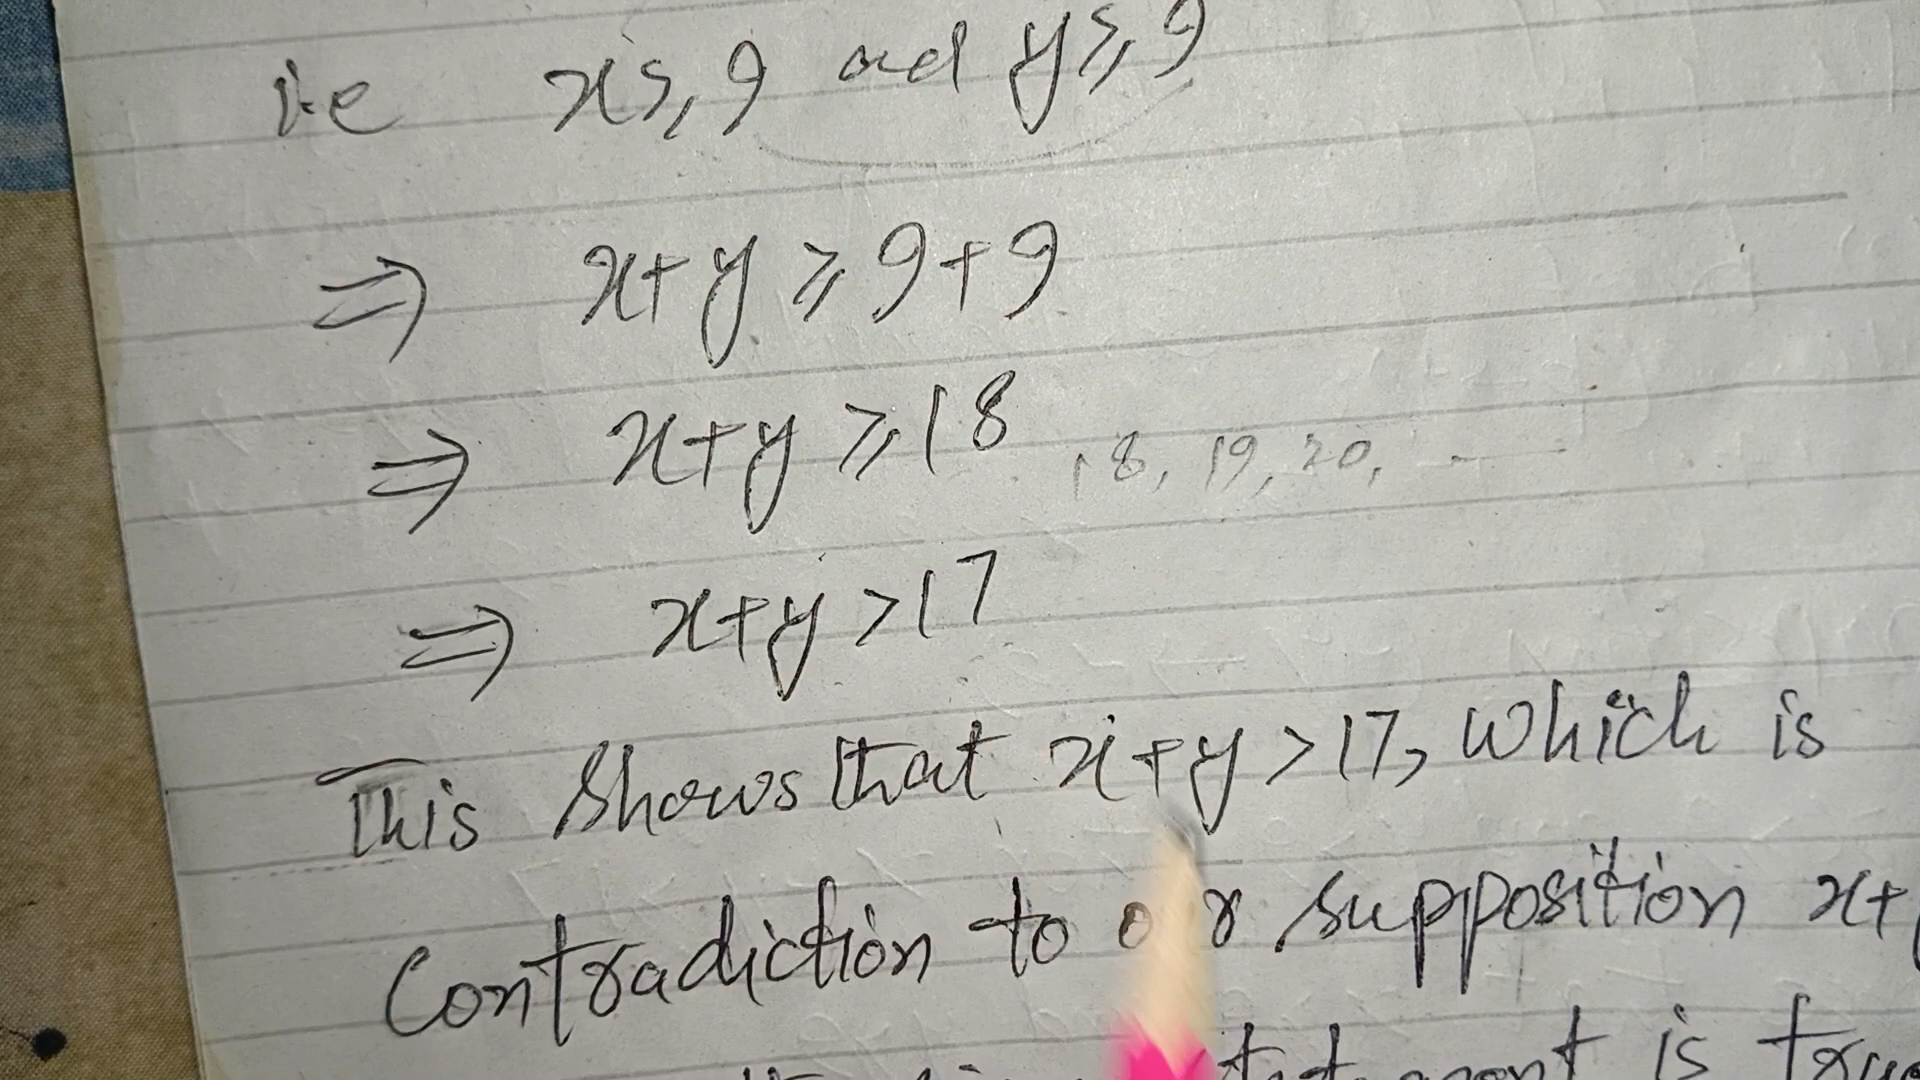 i.e x ≥ 9 and y ≥ 9
⇒ x+y ≥ 9+9
⇒ x+y ≥ 18 18, 19, 20,
⇒ x+y > 17
This shows that x+y > 17, which is
Contradiction to our supposition x+
is true